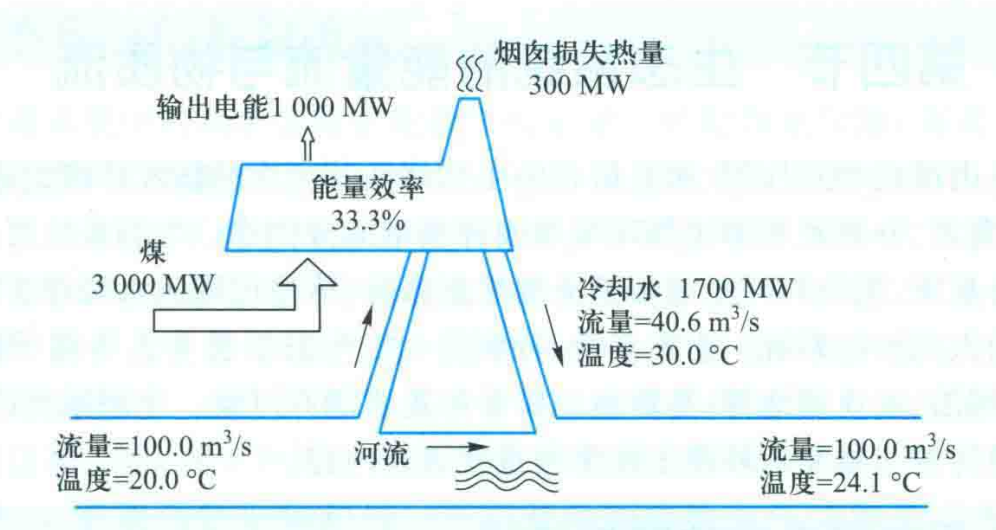 烟囱损失热量
300 MW
输出电能1 000 MW
能量效率
33.3%
煤
3 000 MW
冷却水 1700 MW
流量=40.6 m³/s
温度=30.0 °C
流量=100.0 m³/s
温度=20.0 °C
河流
流量=100.0 m³/s
温度=24.1 °C